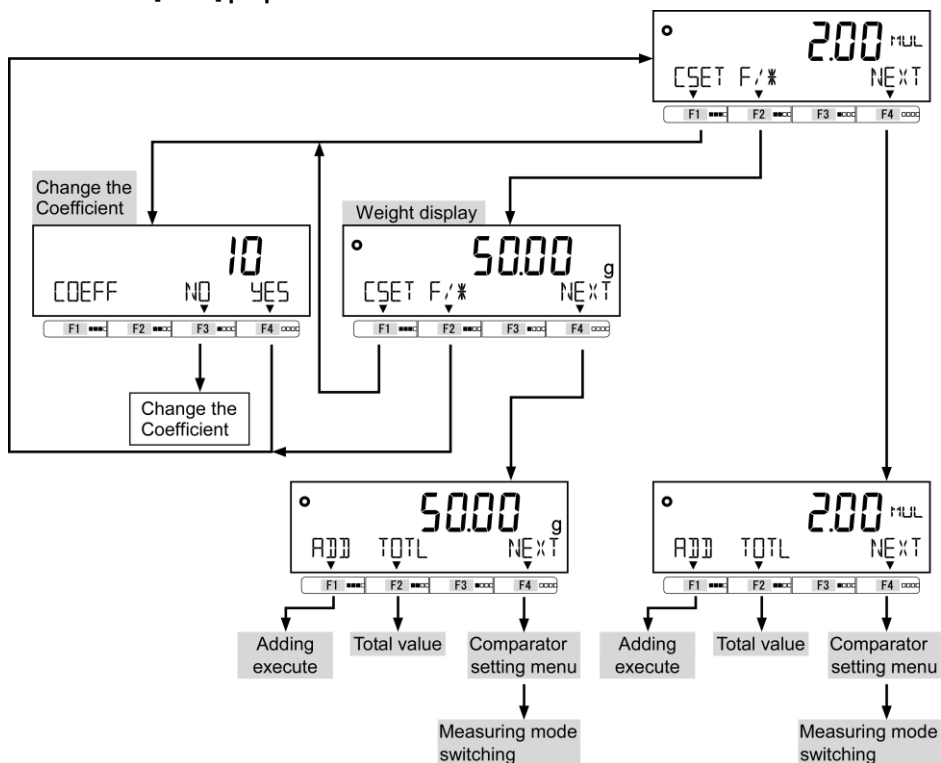 2.00 MUL
CSET F/* NEXT
F1 F2 F3 F4
Change the
Coefficient
10
COEFF NO YES
F1 F2 F3 F4
Weight display
50.00 g
CSET F/* NEXT
F1 F2 F3 F4
Change the
Coefficient
50.00 g
ADD TOTL NEXT
F1 F2 F3 F4
Adding
execute
Total value
Comparator
setting menu
Measuring mode
switching
2.00 MUL
ADD TOTL NEXT
F1 F2 F3 F4
Adding
execute
Total value
Comparator
setting menu
Measuring mode
switching